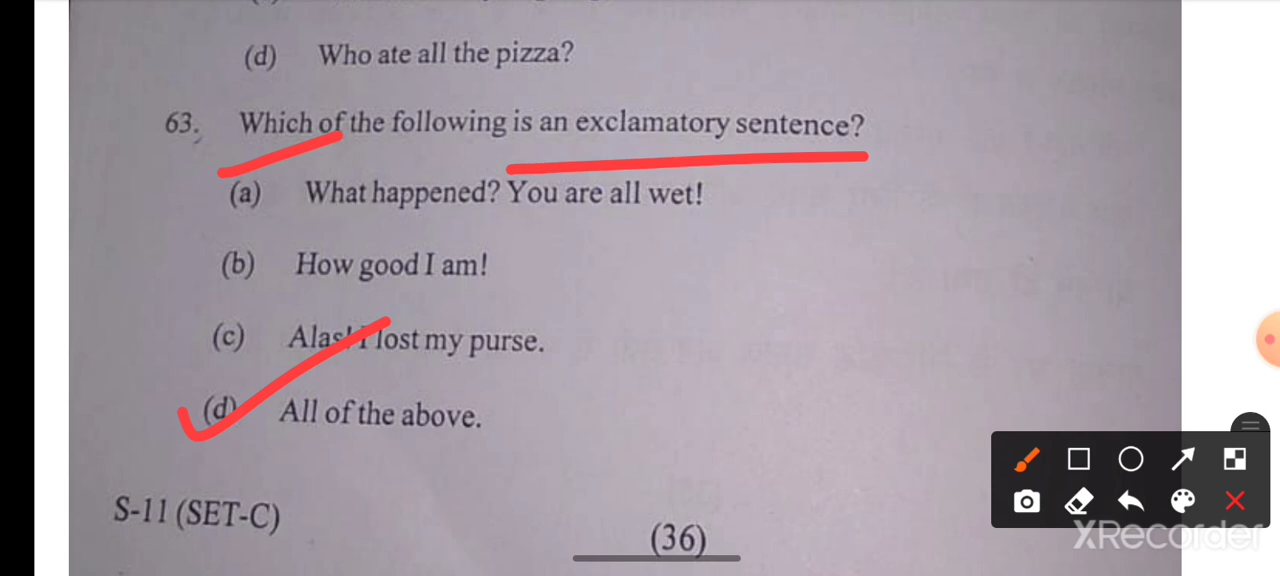 (d) Who ate all the pizza?
63. Which of the following is an exclamatory sentence?
(a) What happened? You are all wet!
(b) How good I am!
(c) Alas! I lost my purse.
(d) All of the above.
S-11 (SET-C)
(36)
XRecorder